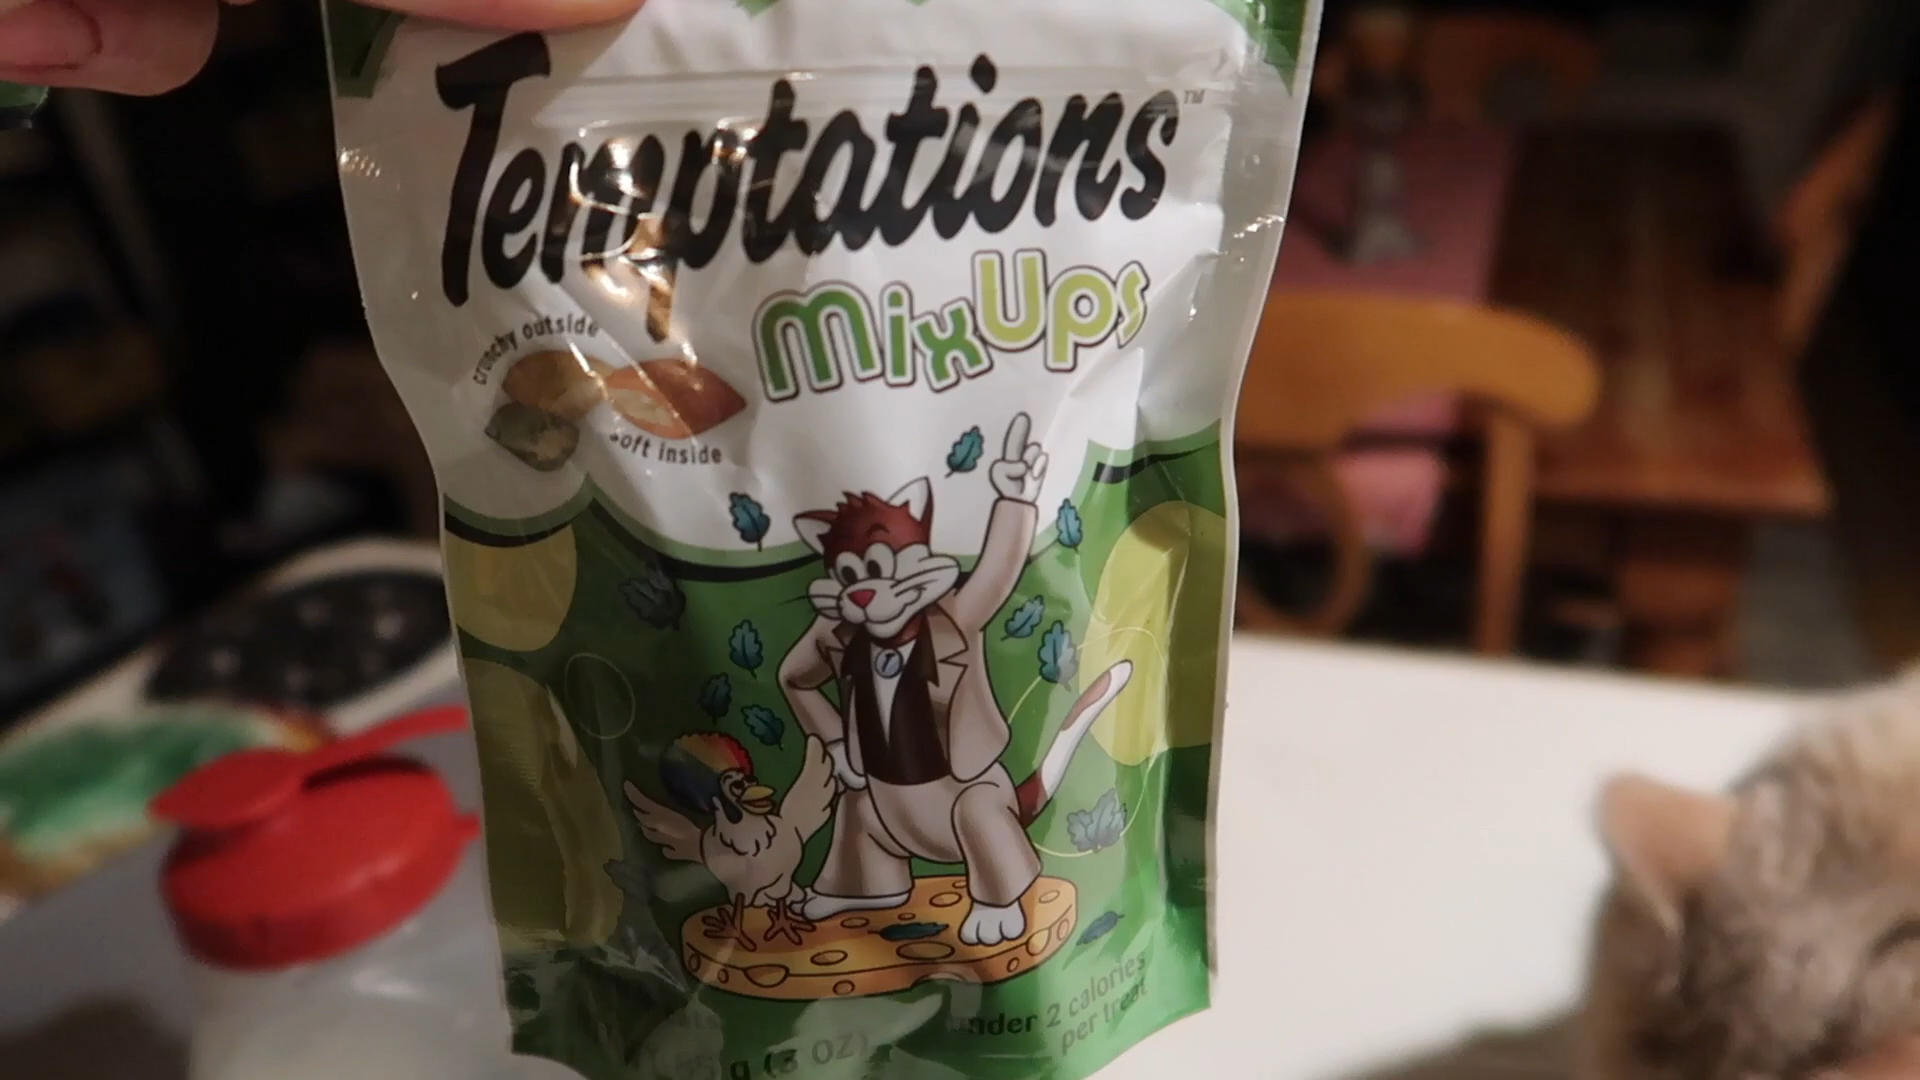 Temptations™
MixUps
crunchy outside
soft inside
under 2 calories
per treat
g (3 OZ)